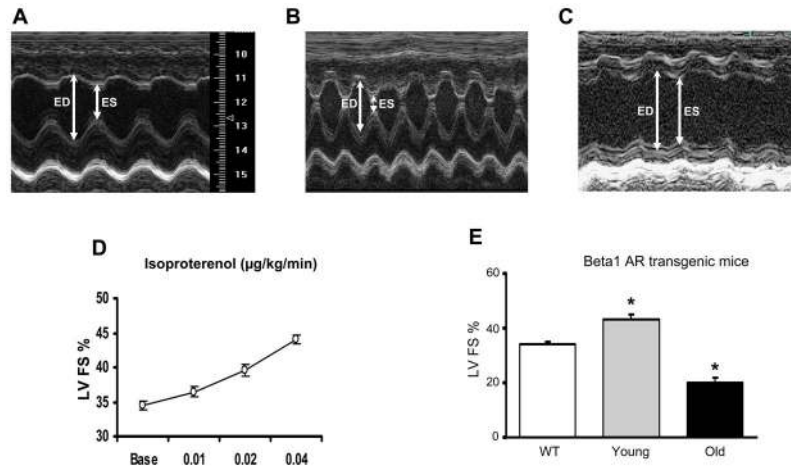 A
B
C
10
11
12
13
14
15
ED
ES
ED
ES
ED
ES
D
Isoproterenol (µg/kg/min)
50
45
40
35
30
LV FS %
Base 0.01 0.02 0.04
E
Beta1 AR transgenic mice
60
40
20
0
LV FS %
*
*
WT Young Old